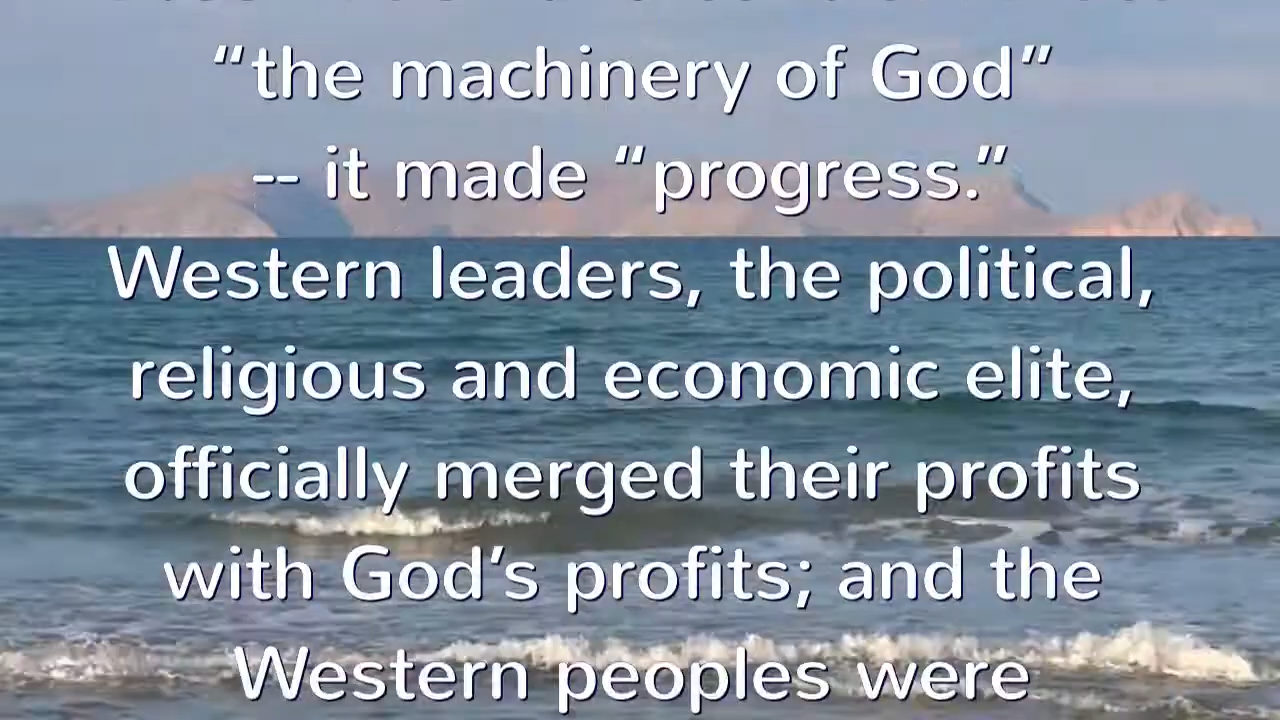 “the machinery of God”
-- it made “progress.”
Western leaders, the political,
religious and economic elite,
officially merged their profits
with God’s profits; and the
Western peoples were